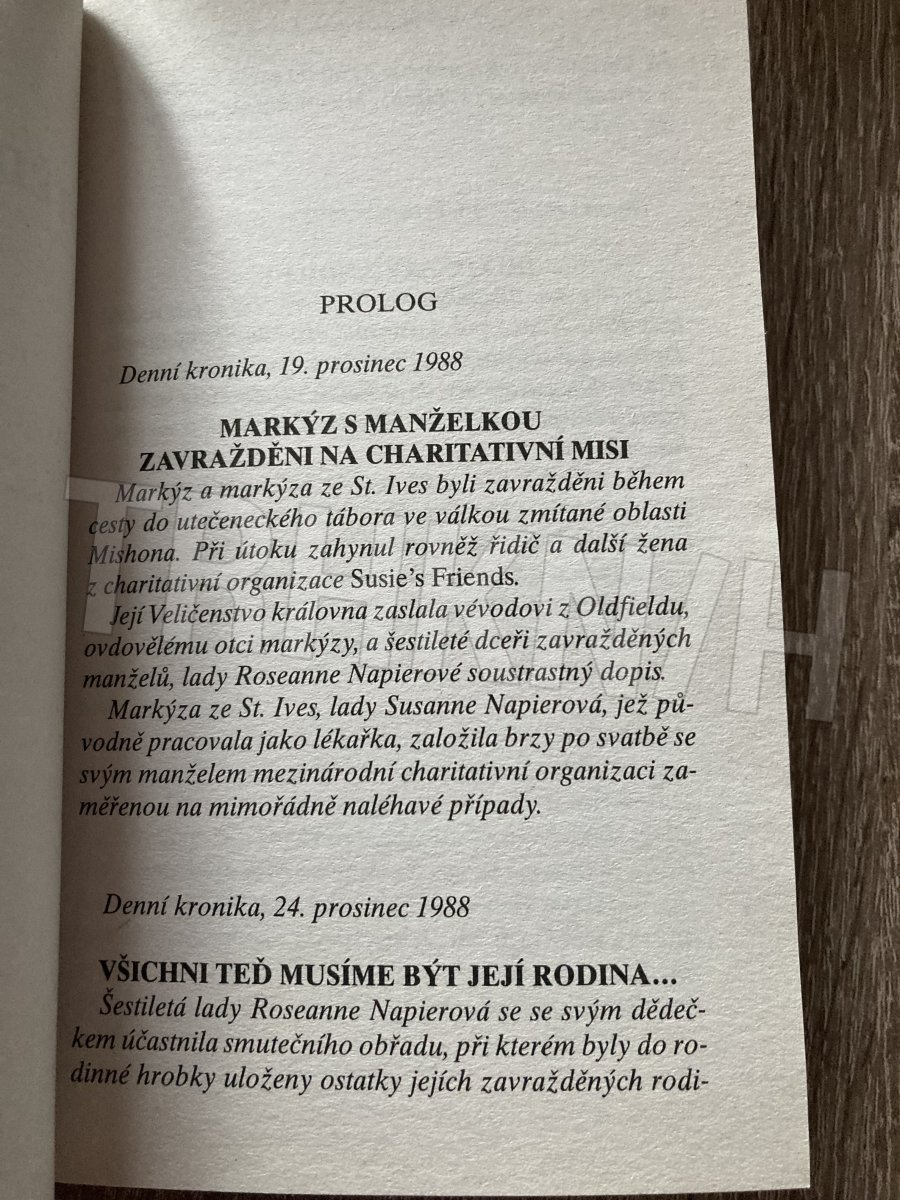 PROLOG
Denní kronika, 19. prosinec 1988
MARKÝZ S MANŽELKOU
ZAVRAŽDĚNI NA CHARITATIVNÍ MISI
Markýz a markýza ze St. Ives byli zavražděni během
cesty do utečeneckého tábora ve válkou zmítané oblasti
Mishona. Při útoku zahynul rovněž řidič a další žena
z charitativní organizace Susie's Friends.
Její Veličenstvo královna zaslala vévodovi z Oldfieldu,
ovdovělému otci markýzy, a šestileté dceři zavražděných
manželů, lady Roseanne Napierové soustrastný dopis.
Markýza ze St. Ives, lady Susanne Napierová, jež pů-
vodně pracovala jako lékařka, založila brzy po svatbě se
svým manželem mezinárodní charitativní organizaci za-
měřenou na mimořádně naléhavé případy.
Denní kronika, 24. prosinec 1988
VŠICHNI TEĎ MUSÍME BÝT JEJÍ RODINA...
Šestiletá lady Roseanne Napierová se se svým dědeč-
kem účastnila smutečního obřadu, při kterém byly do ro-
dinné hrobky uloženy ostatky jejích zavražděných rodi-